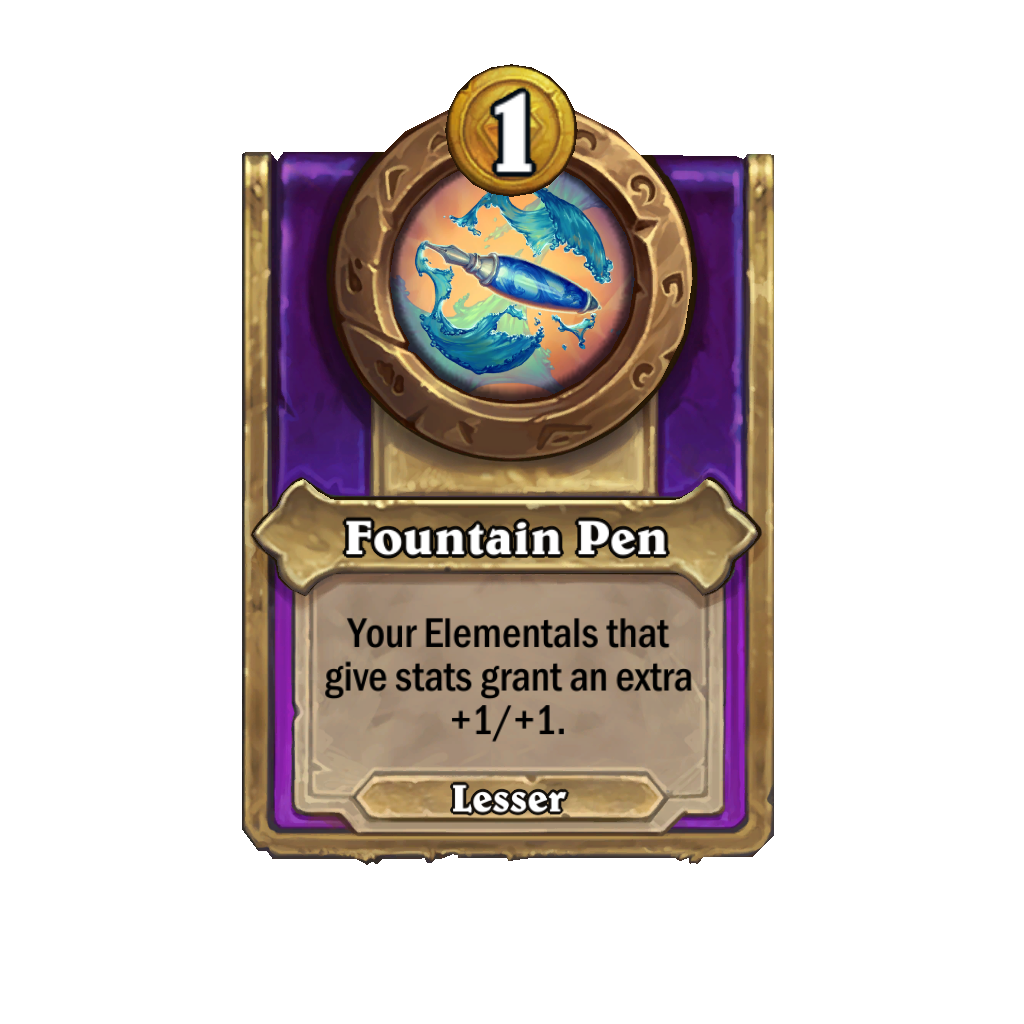 1
Fountain Pen
Your Elementals that
give stats grant an extra
+1/+1.
Lesser